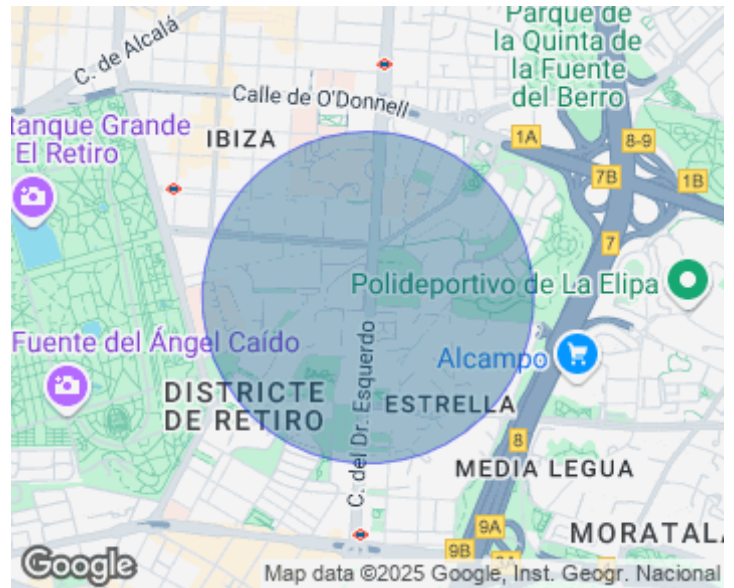 Parque de
la Quinta de
la Fuente
del Berro
C. de Alcalá
Calle de O'Donnell
tanque Grande
El Retiro
IBIZA
1A
8-9
7B
1B
7
Polideportivo de La Elipa
Fuente del Ángel Caído
Alcampo
DISTRICTE
DE RETIRO
C. del Dr. Esquerdo
ESTRELLA
8
MEDIA LEGUA
9A
9B
MORATAL
Google
Map data ©2025 Google, Inst. Geogr. Nacional